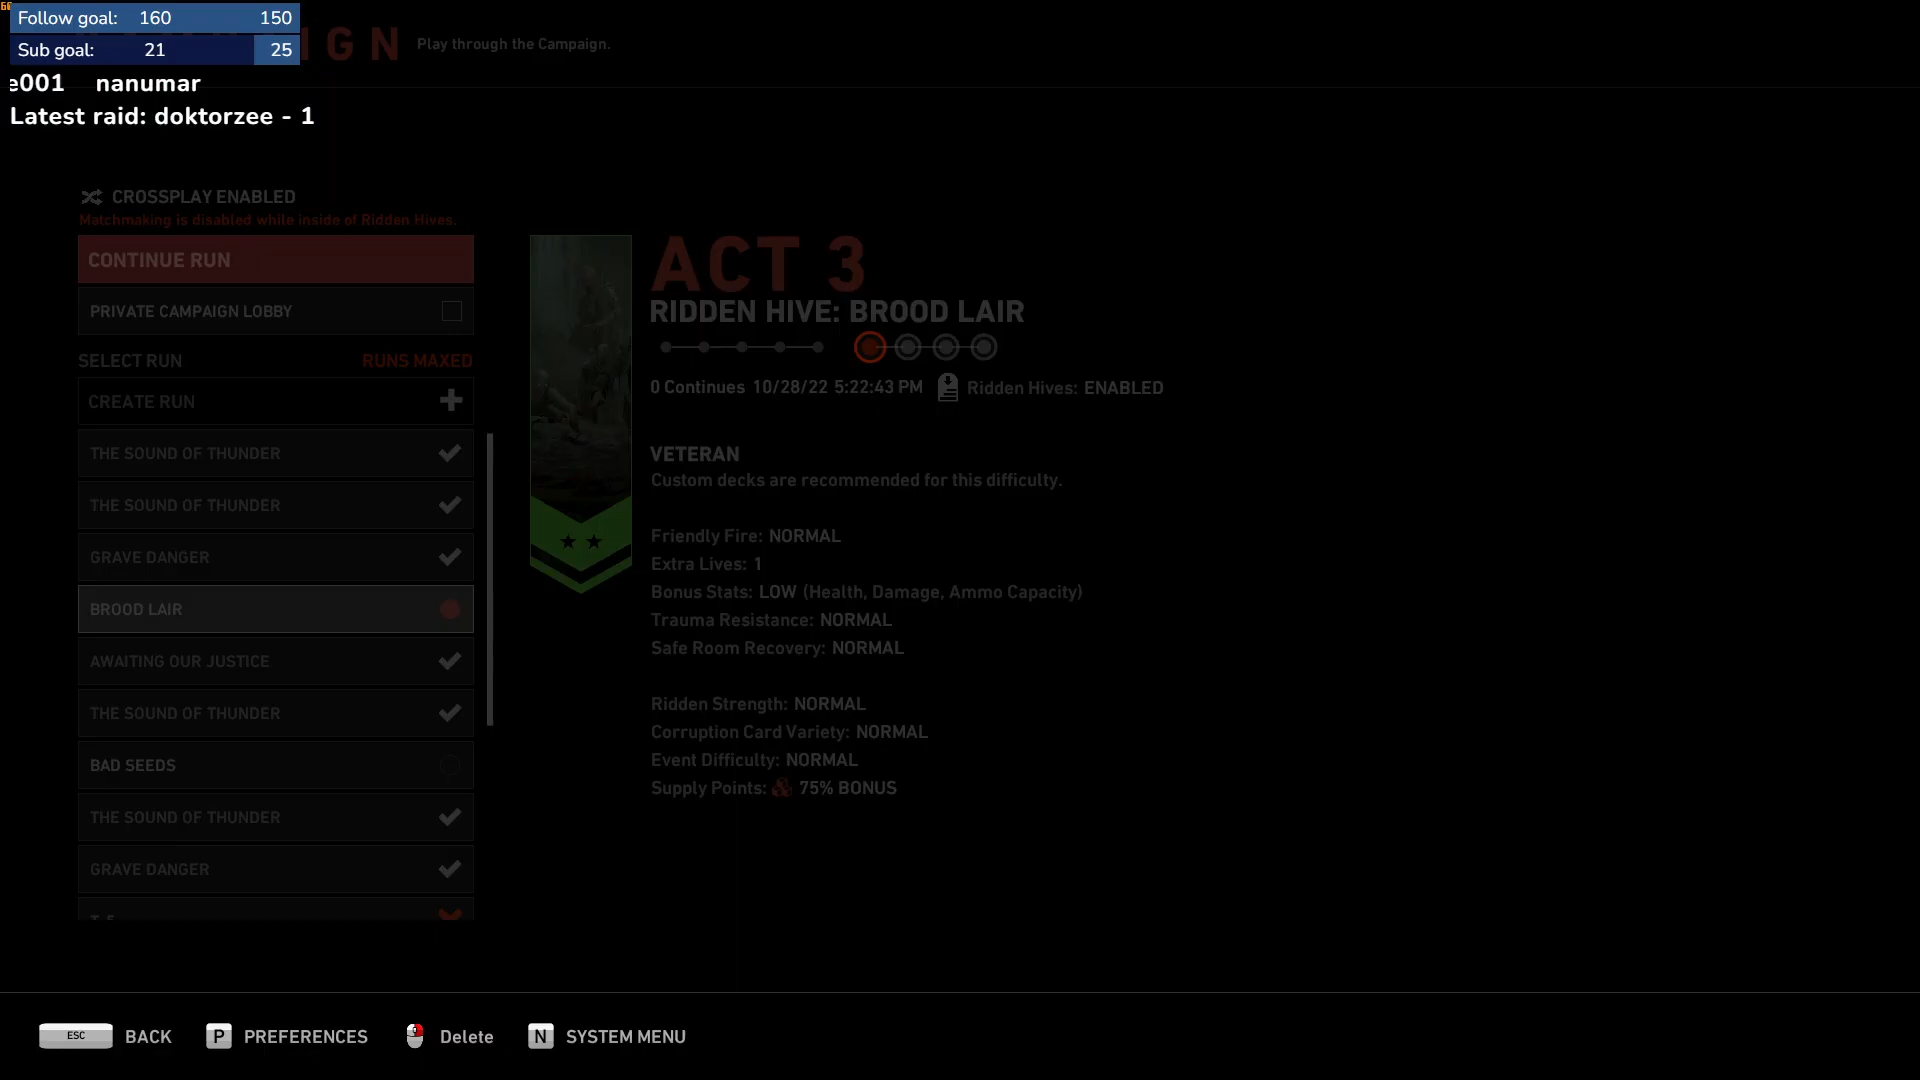 Follow goal: 160 150
Sub goal: 21 25
IGN Play through the Campaign.
e001 nanumar
Latest raid: doktorzee - 1
CROSSPLAY ENABLED
Matchmaking is disabled while inside of Ridden Hives.
CONTINUE RUN
PRIVATE CAMPAIGN LOBBY
SELECT RUN RUNS MAXED
CREATE RUN
THE SOUND OF THUNDER
THE SOUND OF THUNDER
GRAVE DANGER
BROOD LAIR
AWAITING OUR JUSTICE
THE SOUND OF THUNDER
BAD SEEDS
THE SOUND OF THUNDER
GRAVE DANGER
ACT 3
RIDDEN HIVE: BROOD LAIR
0 Continues 10/28/22 5:22:43 PM Ridden Hives: ENABLED
VETERAN
Custom decks are recommended for this difficulty.
Friendly Fire: NORMAL
Extra Lives: 1
Bonus Stats: LOW (Health, Damage, Ammo Capacity)
Trauma Resistance: NORMAL
Safe Room Recovery: NORMAL
Ridden Strength: NORMAL
Corruption Card Variety: NORMAL
Event Difficulty: NORMAL
Supply Points: 75% BONUS
ESC BACK P PREFERENCES Delete N SYSTEM MENU